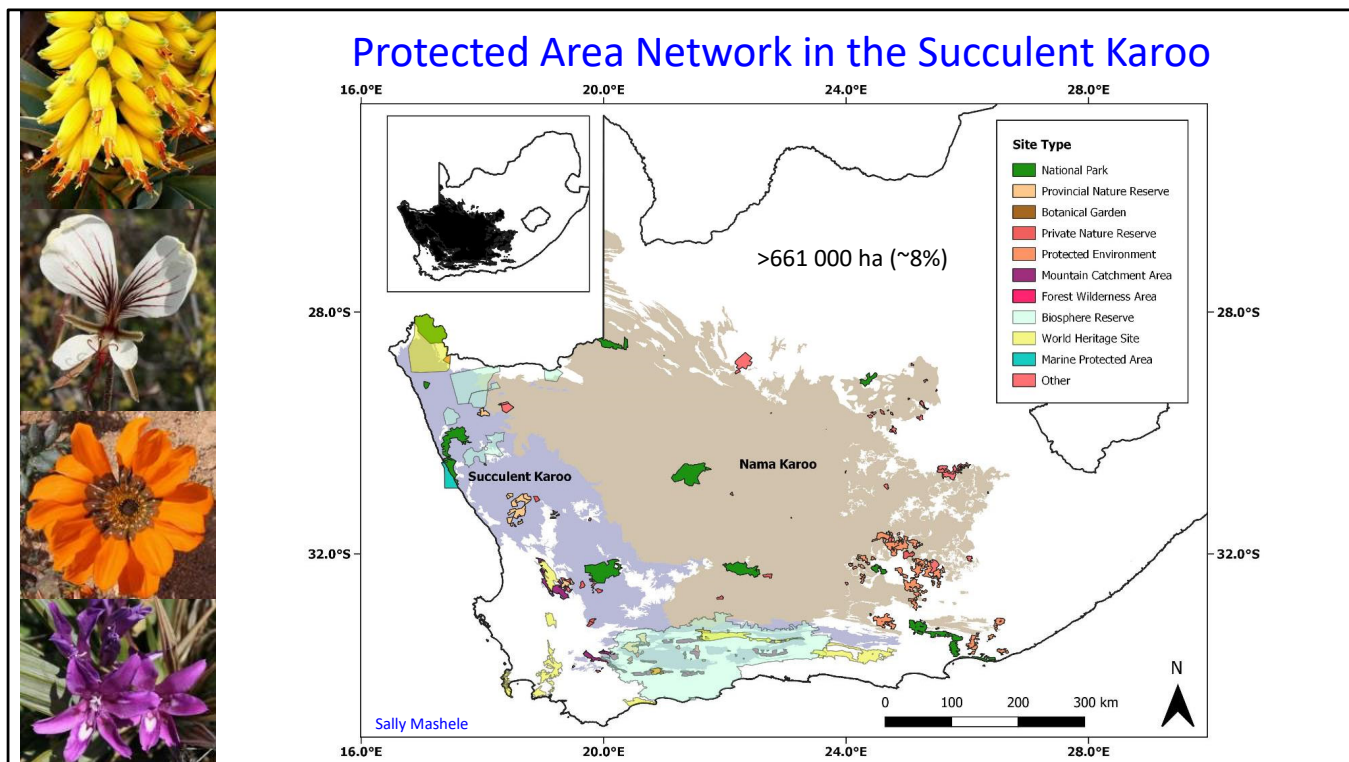 Protected Area Network in the Succulent Karoo
16.0°E 20.0°E 24.0°E 28.0°E
Site Type
National Park
Provincial Nature Reserve
Botanical Garden
Private Nature Reserve
Protected Environment
Mountain Catchment Area
Forest Wilderness Area
Biosphere Reserve
World Heritage Site
Marine Protected Area
Other
>661 000 ha (~8%)
28.0°S 28.0°S
Succulent Karoo
Nama Karoo
32.0°S 32.0°S
N
0 100 200 300 km
Sally Mashele
16.0°E 20.0°E 24.0°E 28.0°E